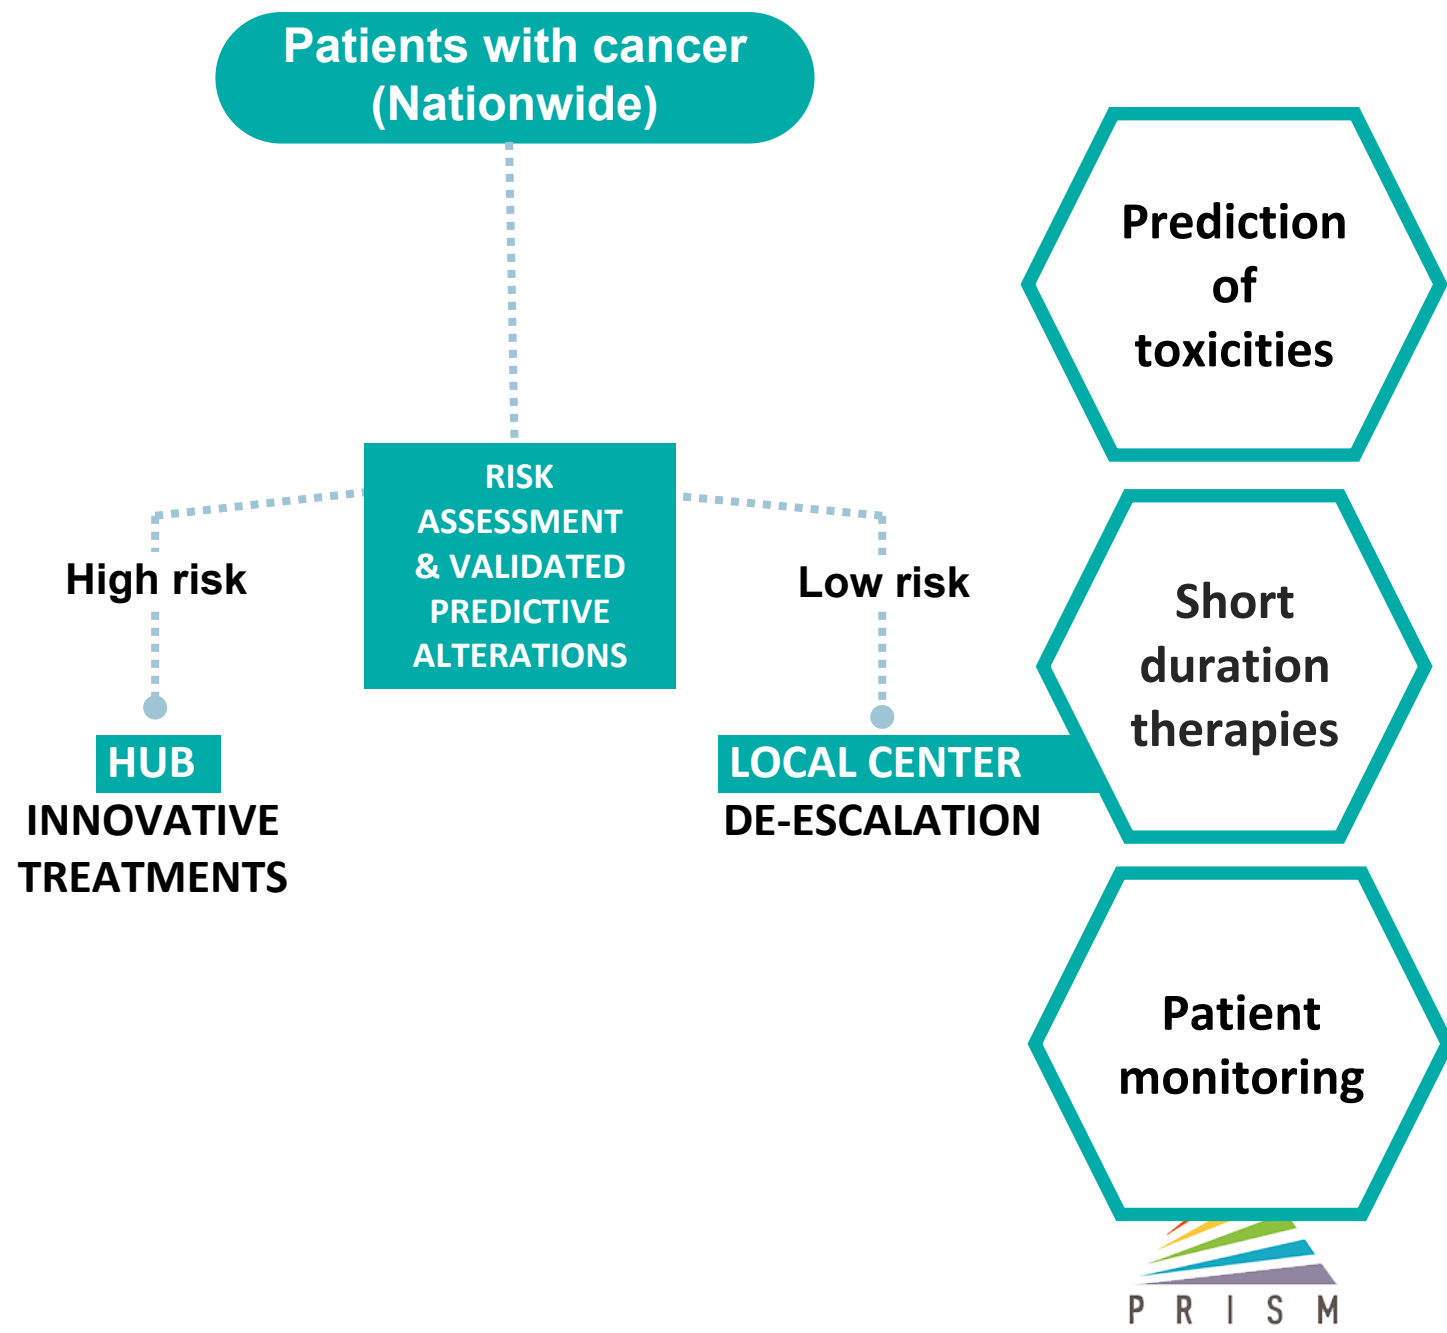 Patients with cancer
(Nationwide)
RISK
ASSESSMENT
& VALIDATED
PREDICTIVE
ALTERATIONS
High risk
Low risk
HUB
INNOVATIVE
TREATMENTS
LOCAL CENTER
DE-ESCALATION
Prediction
of
toxicities
Short
duration
therapies
Patient
monitoring
PRISM